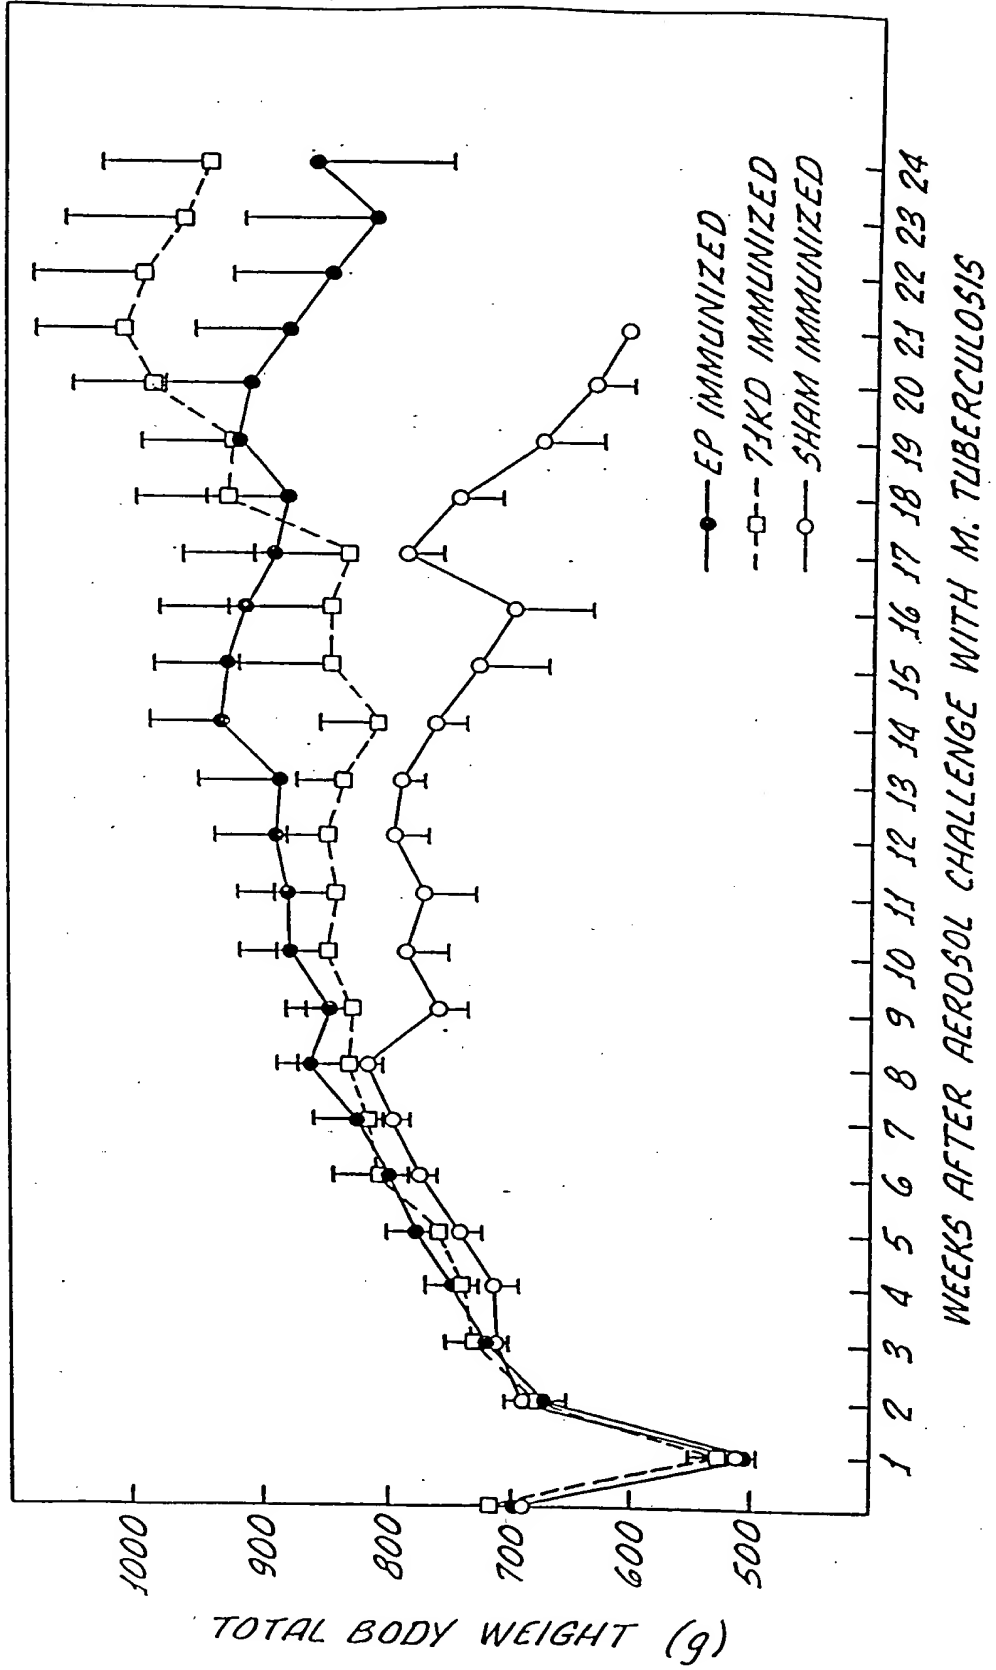 TOTAL BODY WEIGHT (g)
1000
900
800
700
600
500
EP IMMUNIZED
71KD IMMUNIZED
SHAM IMMUNIZED
1 2 3 4 5 6 7 8 9 10 11 12 13 14 15 16 17 18 19 20 21 22 23 24
WEEKS AFTER AEROSOL CHALLENGE WITH M. TUBERCULOSIS